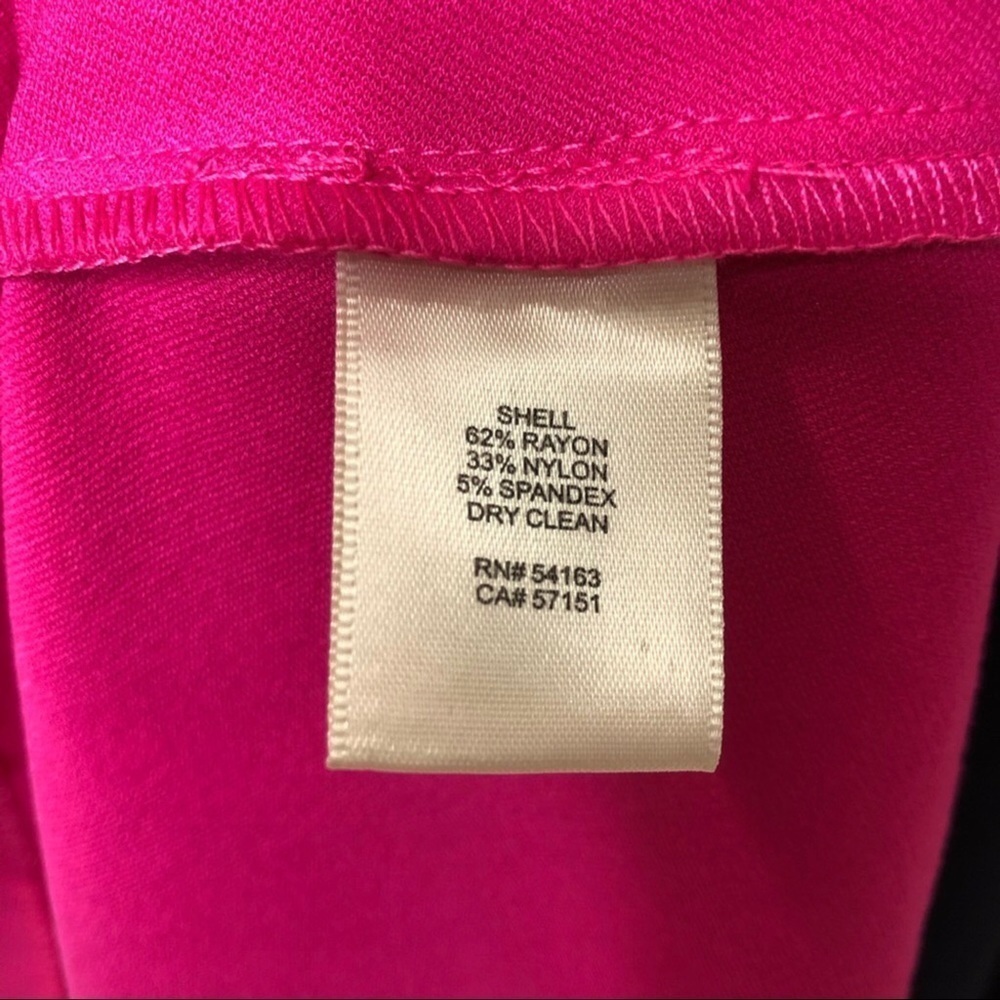 SHELL
62% RAYON
33% NYLON
5% SPANDEX
DRY CLEAN
RN# 54163
CA# 57151